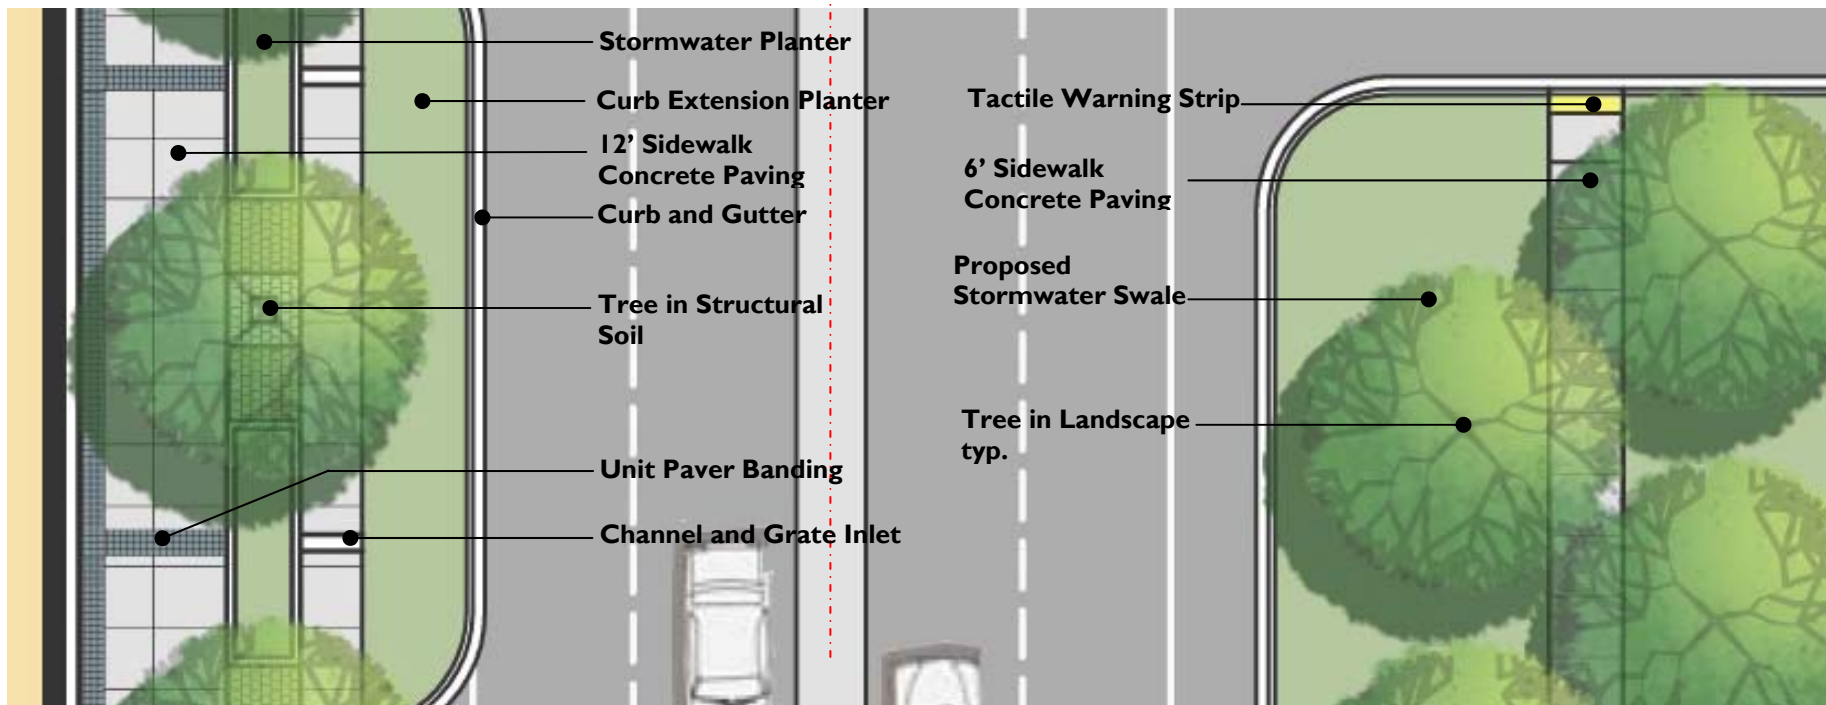 Stormwater Planter
Curb Extension Planter
12’ Sidewalk
Concrete Paving
Curb and Gutter
Tree in Structural
Soil
Unit Paver Banding
Channel and Grate Inlet
Tactile Warning Strip
6’ Sidewalk
Concrete Paving
Proposed
Stormwater Swale
Tree in Landscape
typ.